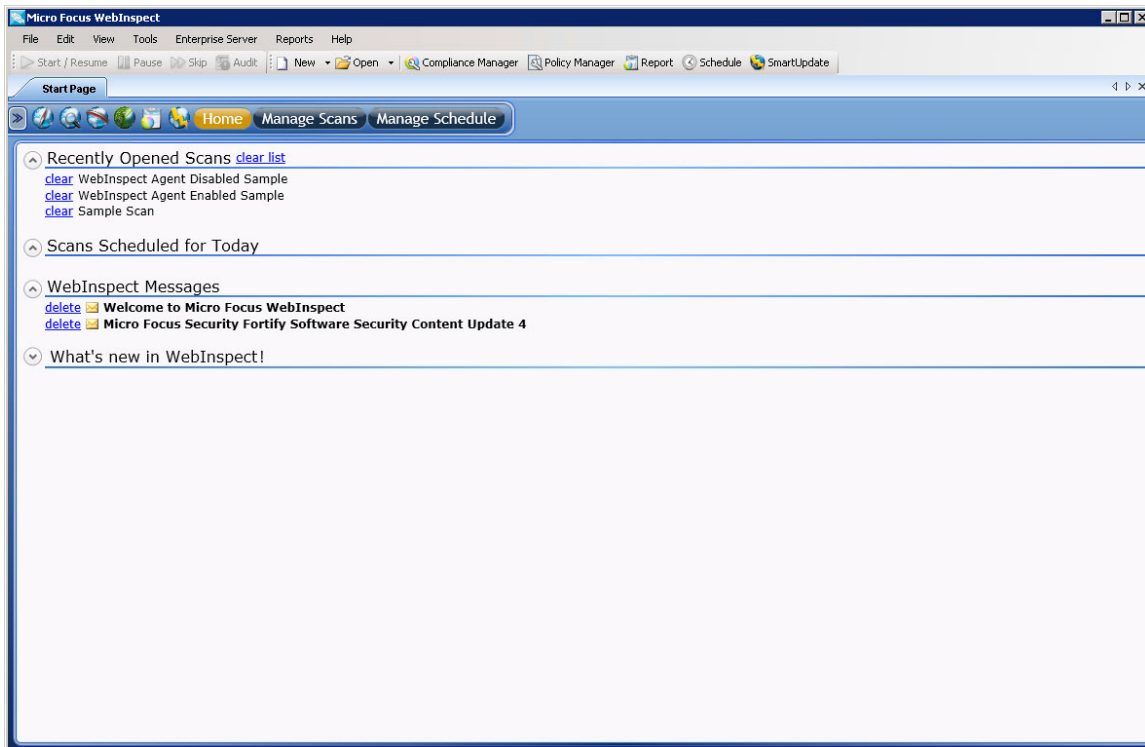 Micro Focus WebInspect
File Edit View Tools Enterprise Server Reports Help
Start / Resume Pause Skip Audit New Open Compliance Manager Policy Manager Report Schedule SmartUpdate
Start Page
Home Manage Scans Manage Schedule
Recently Opened Scans clear list
clear WebInspect Agent Disabled Sample
clear WebInspect Agent Enabled Sample
clear Sample Scan
Scans Scheduled for Today
WebInspect Messages
delete Welcome to Micro Focus WebInspect
delete Micro Focus Security Fortify Software Security Content Update 4
What's new in WebInspect!